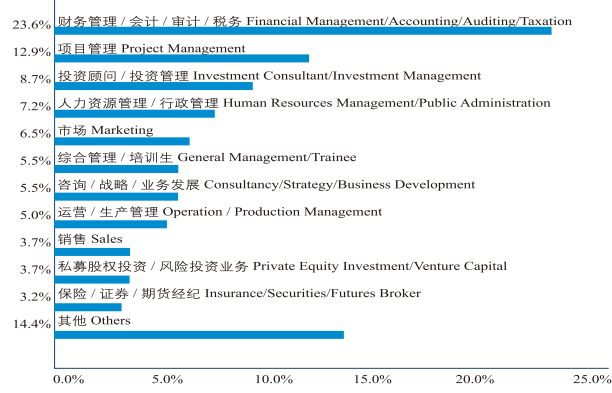 23.6% 财务管理 / 会计 / 审计 / 税务 Financial Management/Accounting/Auditing/Taxation
12.9% 项目管理 Project Management
8.7% 投资顾问 / 投资管理 Investment Consultant/Investment Management
7.2% 人力资源管理 / 行政管理 Human Resources Management/Public Administration
6.5% 市场 Marketing
5.5% 综合管理 / 培训生 General Management/Trainee
5.5% 咨询 / 战略 / 业务发展 Consultancy/Strategy/Business Development
5.0% 运营 / 生产管理 Operation / Production Management
3.7% 销售 Sales
3.7% 私募股权投资 / 风险投资业务 Private Equity Investment/Venture Capital
3.2% 保险 / 证券 / 期货经纪 Insurance/Securities/Futures Broker
14.4% 其他 Others
0.0% 5.0% 10.0% 15.0% 20.0% 25.0%